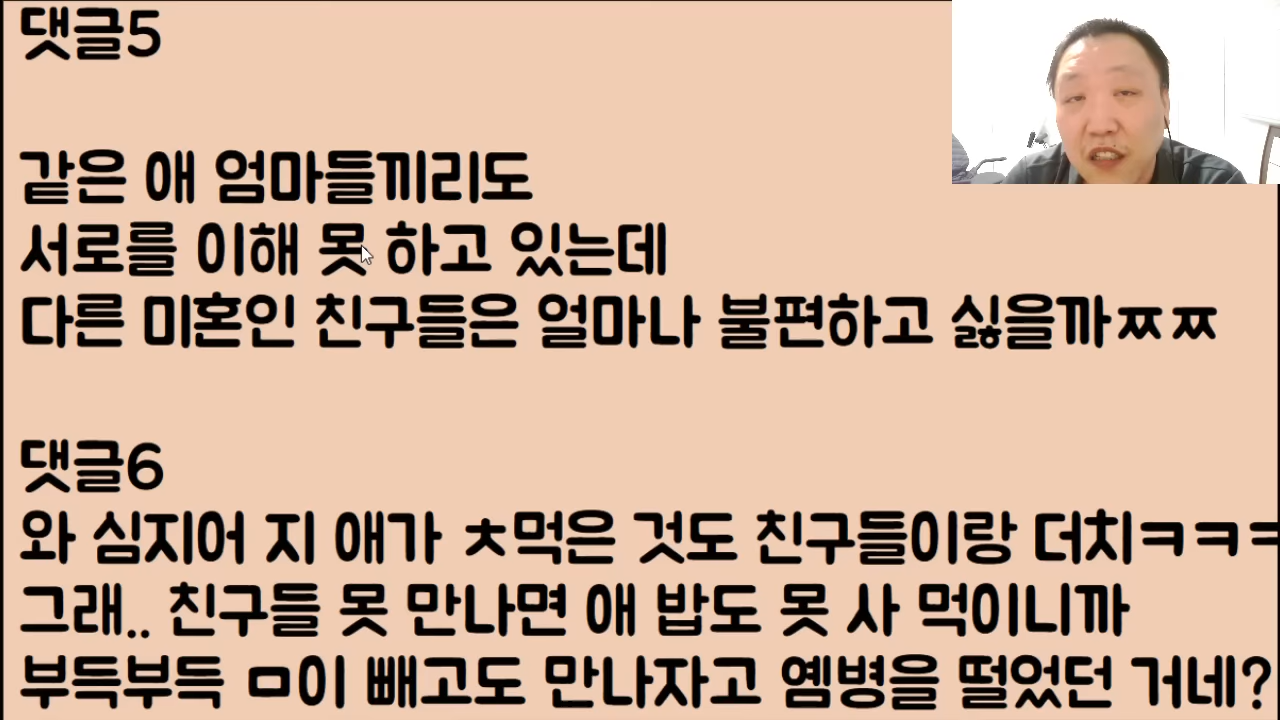 댓글5
같은 애 엄마들끼리도
서로를 이해 못 하고 있는데
다른 미혼인 친구들은 얼마나 불편하고 싫을까ㅉㅉ
댓글6
와 심지어 지 애가 ㅊ먹은 것도 친구들이랑 더치ㅋㅋㅋ
그래.. 친구들 못 만나면 애 밥도 못 사 먹이니까
부득부득 ㅁ이 빼고도 만나자고 옘병을 떨었던 거네?